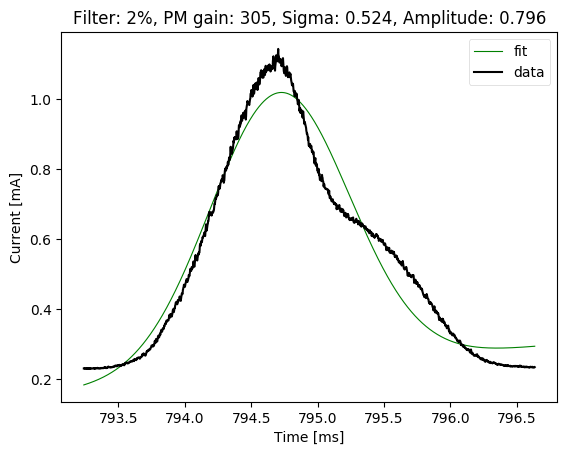 Filter: 2%, PM gain: 305, Sigma: 0.524, Amplitude: 0.796
fit
data
1.0
0.8
0.6
0.4
0.2
Current [mA]
793.5 794.0 794.5 795.0 795.5 796.0 796.5
Time [ms]